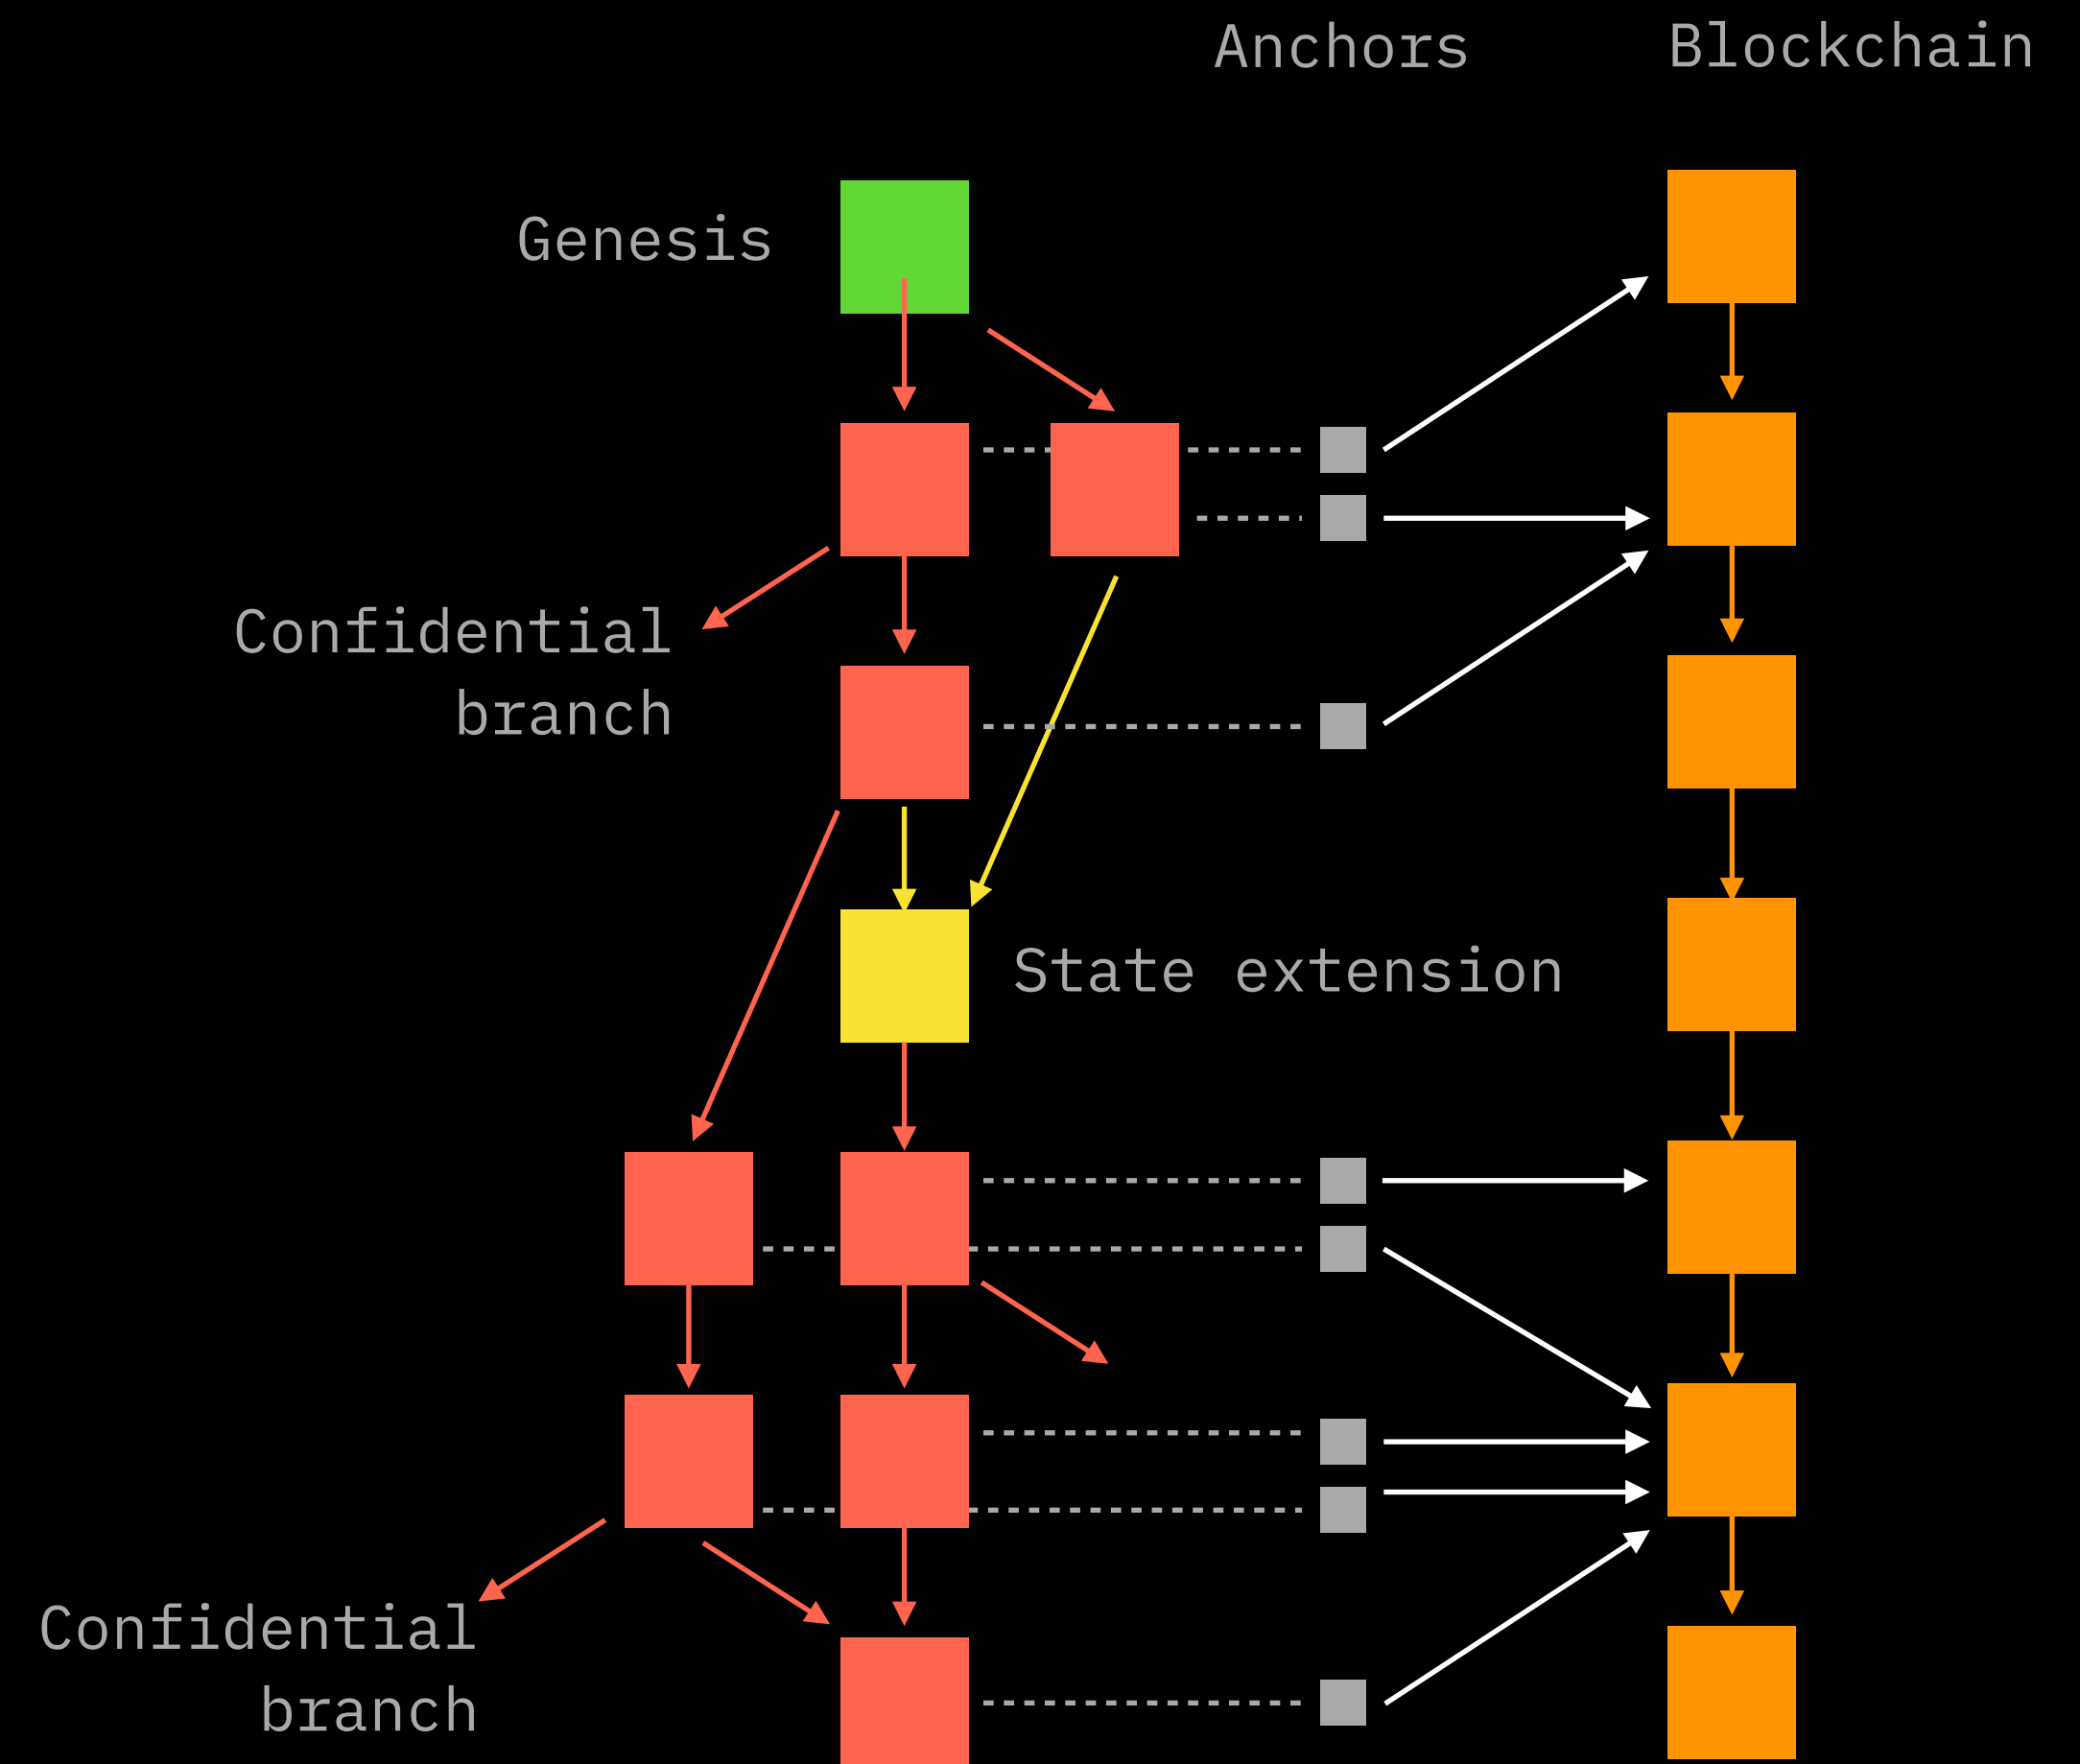 Anchors
Blockchain
Genesis
Confidential
branch
State extension
Confidential
branch